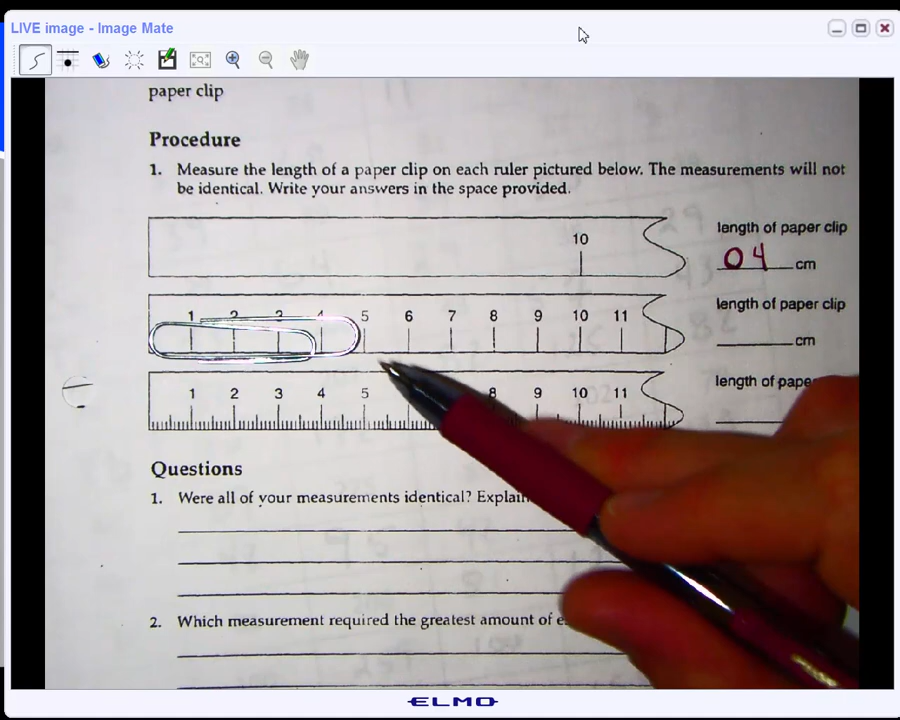 LIVE image - Image Mate
paper clip
Procedure
1. Measure the length of a paper clip on each ruler pictured below. The measurements will not
be identical. Write your answers in the space provided.
10
length of paper clip
04 cm
1 2 3 4 5 6 7 8 9 10 11
length of paper clip
cm
1 2 3 4 5 8 9 10 11
length of pape
Questions
1. Were all of your measurements identical? Explain
2. Which measurement required the greatest amount of e
ELMO